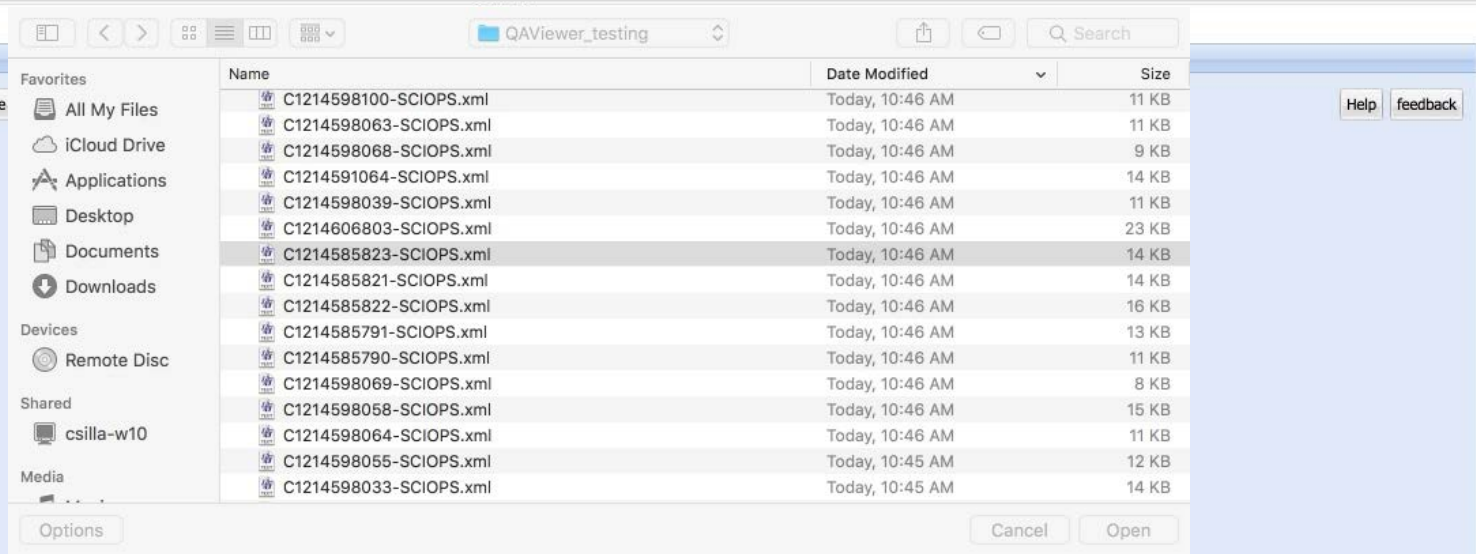 QAViewer_testing
Search
Favorites
All My Files
iCloud Drive
Applications
Desktop
Documents
Downloads
Devices
Remote Disc
Shared
csilla-w10
Media
Name Date Modified Size
C1214598100-SCIOPS.xml Today, 10:46 AM 11 KB
C1214598063-SCIOPS.xml Today, 10:46 AM 11 KB
C1214598068-SCIOPS.xml Today, 10:46 AM 9 KB
C1214591064-SCIOPS.xml Today, 10:46 AM 14 KB
C1214598039-SCIOPS.xml Today, 10:46 AM 11 KB
C1214606803-SCIOPS.xml Today, 10:46 AM 23 KB
C1214585823-SCIOPS.xml Today, 10:46 AM 14 KB
C1214585821-SCIOPS.xml Today, 10:46 AM 14 KB
C1214585822-SCIOPS.xml Today, 10:46 AM 16 KB
C1214585791-SCIOPS.xml Today, 10:46 AM 13 KB
C1214585790-SCIOPS.xml Today, 10:46 AM 11 KB
C1214598069-SCIOPS.xml Today, 10:46 AM 8 KB
C1214598058-SCIOPS.xml Today, 10:46 AM 15 KB
C1214598064-SCIOPS.xml Today, 10:46 AM 11 KB
C1214598055-SCIOPS.xml Today, 10:45 AM 12 KB
C1214598033-SCIOPS.xml Today, 10:45 AM 14 KB
Options
Cancel
Open
Help
feedback